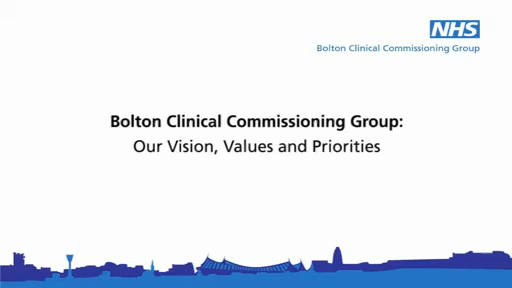 NHS
Bolton Clinical Commissioning Group
Bolton Clinical Commissioning Group:
Our Vision, Values and Priorities